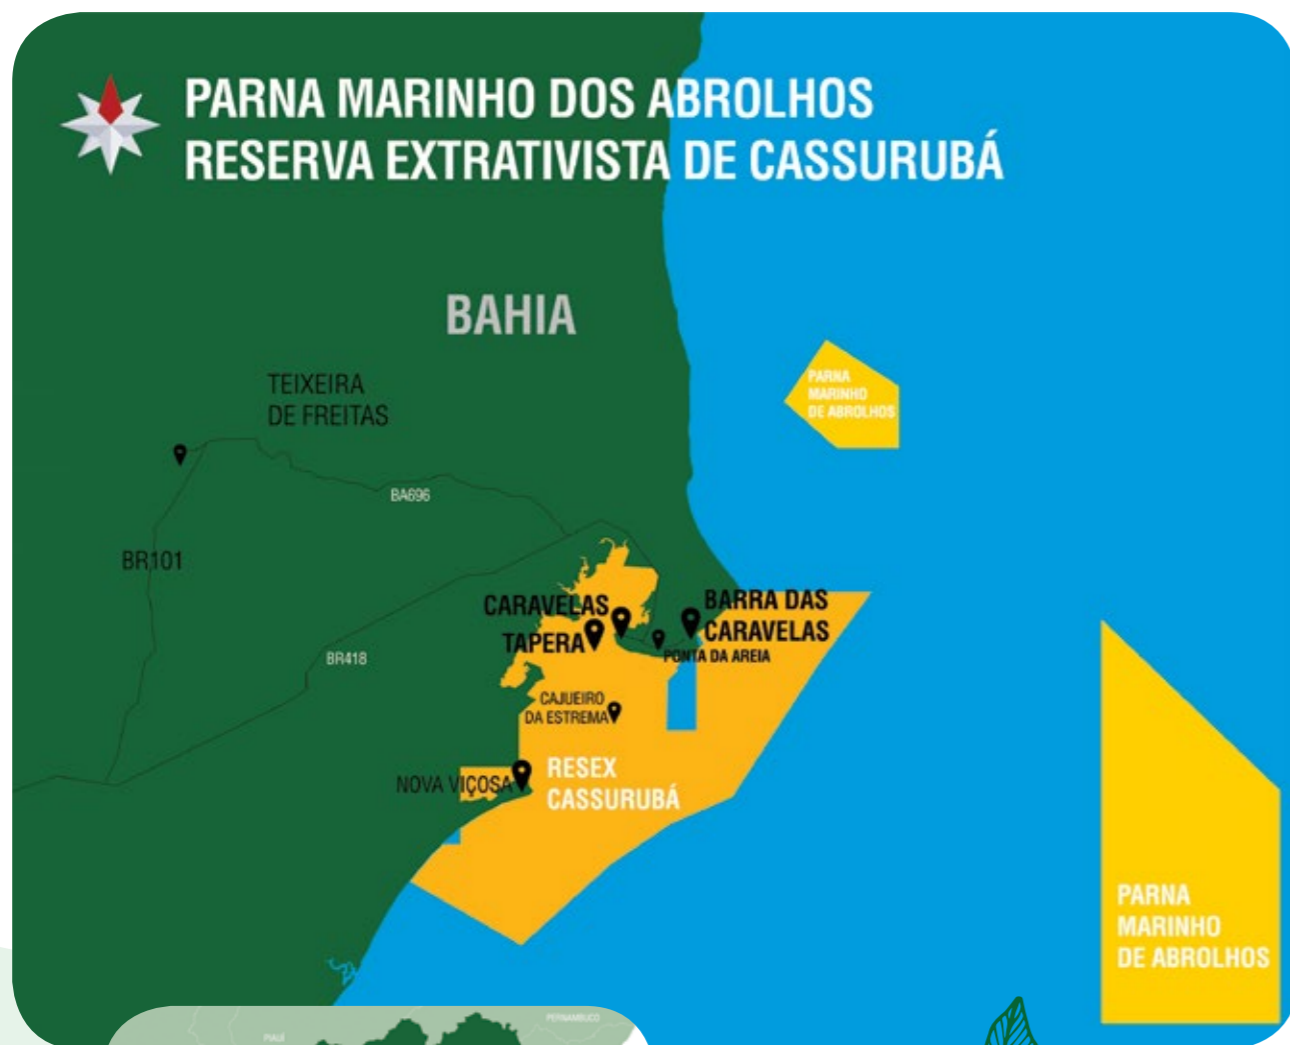 PARNA MARINHO DOS ABROLHOS
RESERVA EXTRATIVISTA DE CASSURUBÁ
BAHIA
TEIXEIRA
DE FREITAS
PARNA
MARINHO
DE ABROLHOS
BA696
BR101
CARAVELAS
BARRA DAS
CARAVELAS
TAPERA
PONTA DA AREIA
BR418
CAJUEIRO
DA ESTREMA
RESEX
CASSURUBÁ
NOVA VIÇOSA
PARNA
MARINHO
DE ABROLHOS
PERNAMBUCO
PIAUÍ